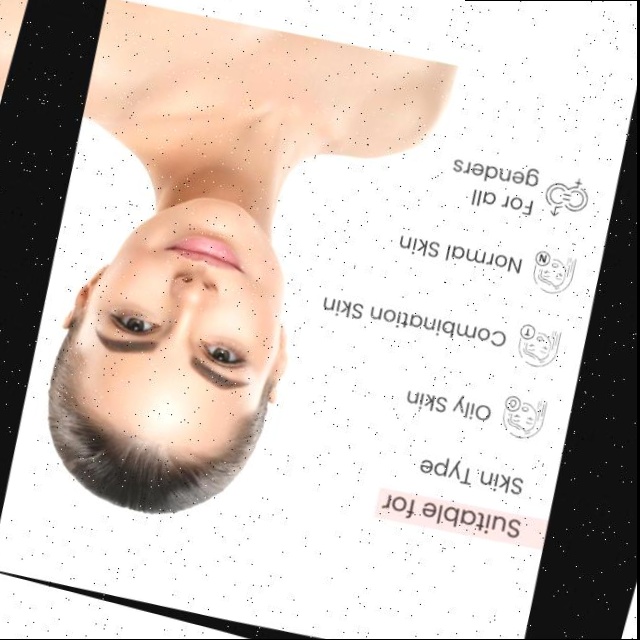 Suitable for
Skin Type
Oily Skin
Combination Skin
Normal Skin
For all
genders